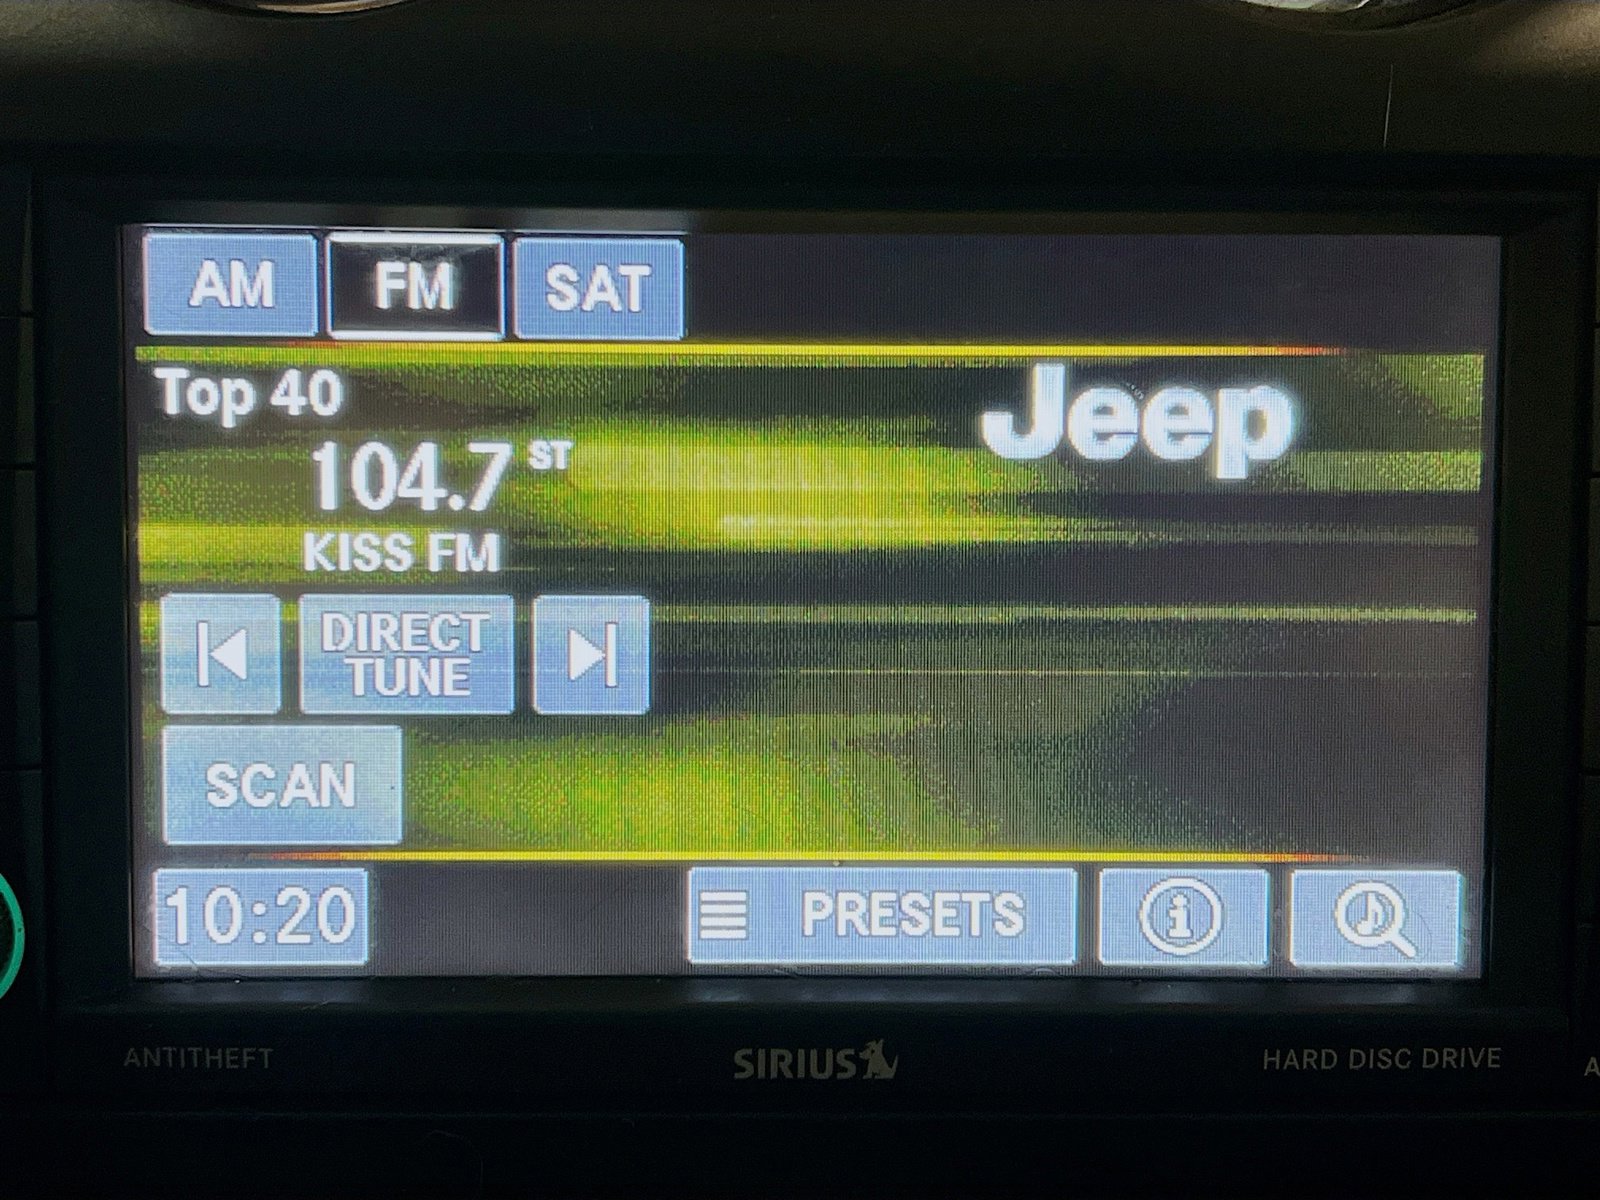 AM FM SAT
Top 40
Jeep
104.7 ST
KISS FM
DIRECT
TUNE
SCAN
10:20 PRESETS
ANTITHEFT SIRIUS HARD DISC DRIVE